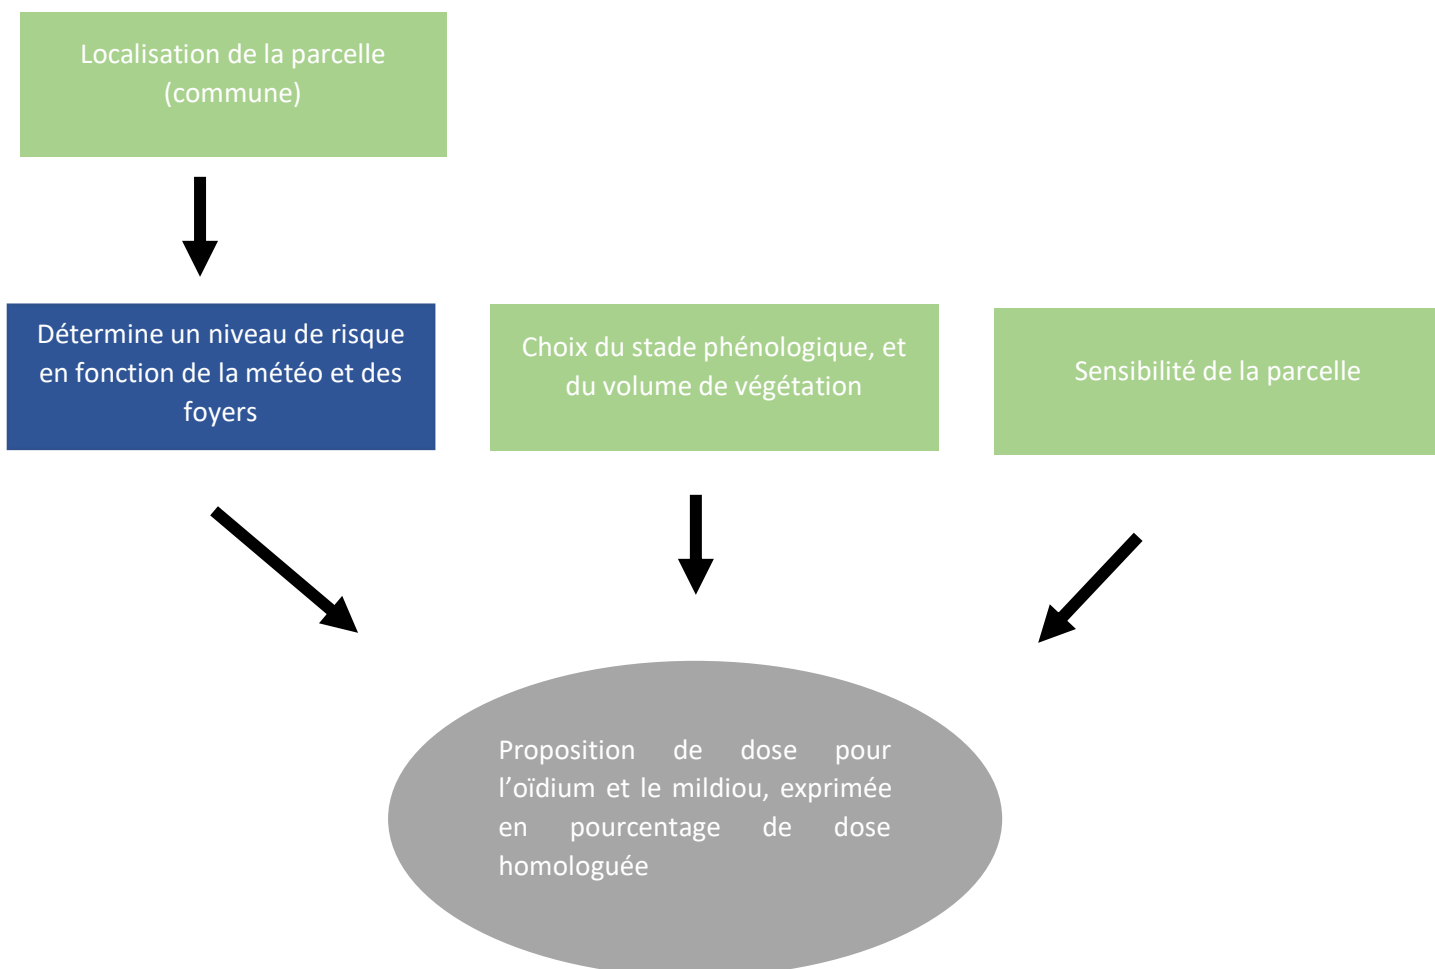 Localisation de la parcelle
(commune)
Détermine un niveau de risque
en fonction de la météo et des
foyers
Choix du stade phénologique, et
du volume de végétation
Sensibilité de la parcelle
Proposition de dose pour
l’oïdium et le mildiou, exprimée
en pourcentage de dose
homologuée